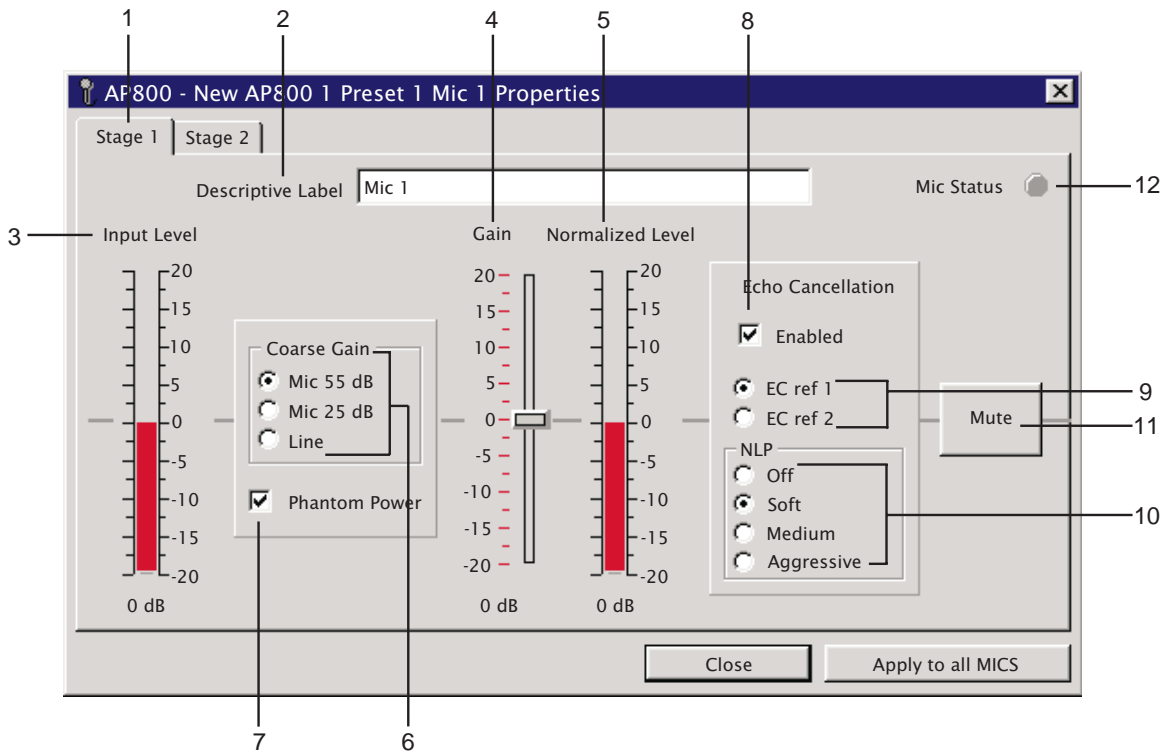 1 2 4 5 8
AP800 - New AP800 1 Preset 1 Mic 1 Properties
Stage 1 Stage 2
Descriptive Label Mic 1
Mic Status 12
3 Input Level
20
15
10
5
0
-5
-10
-15
-20
0 dB
Coarse Gain
Mic 55 dB
Mic 25 dB
Line
Phantom Power
7
6
Gain
20
15
10
5
0
-5
-10
-15
-20
0 dB
Normalized Level
20
15
10
5
0
-5
-10
-15
-20
0 dB
Echo Cancellation
Enabled
EC ref 1
EC ref 2
9
NLP
Off
Soft
Medium
Aggressive
10
Mute
11
Close Apply to all MICS